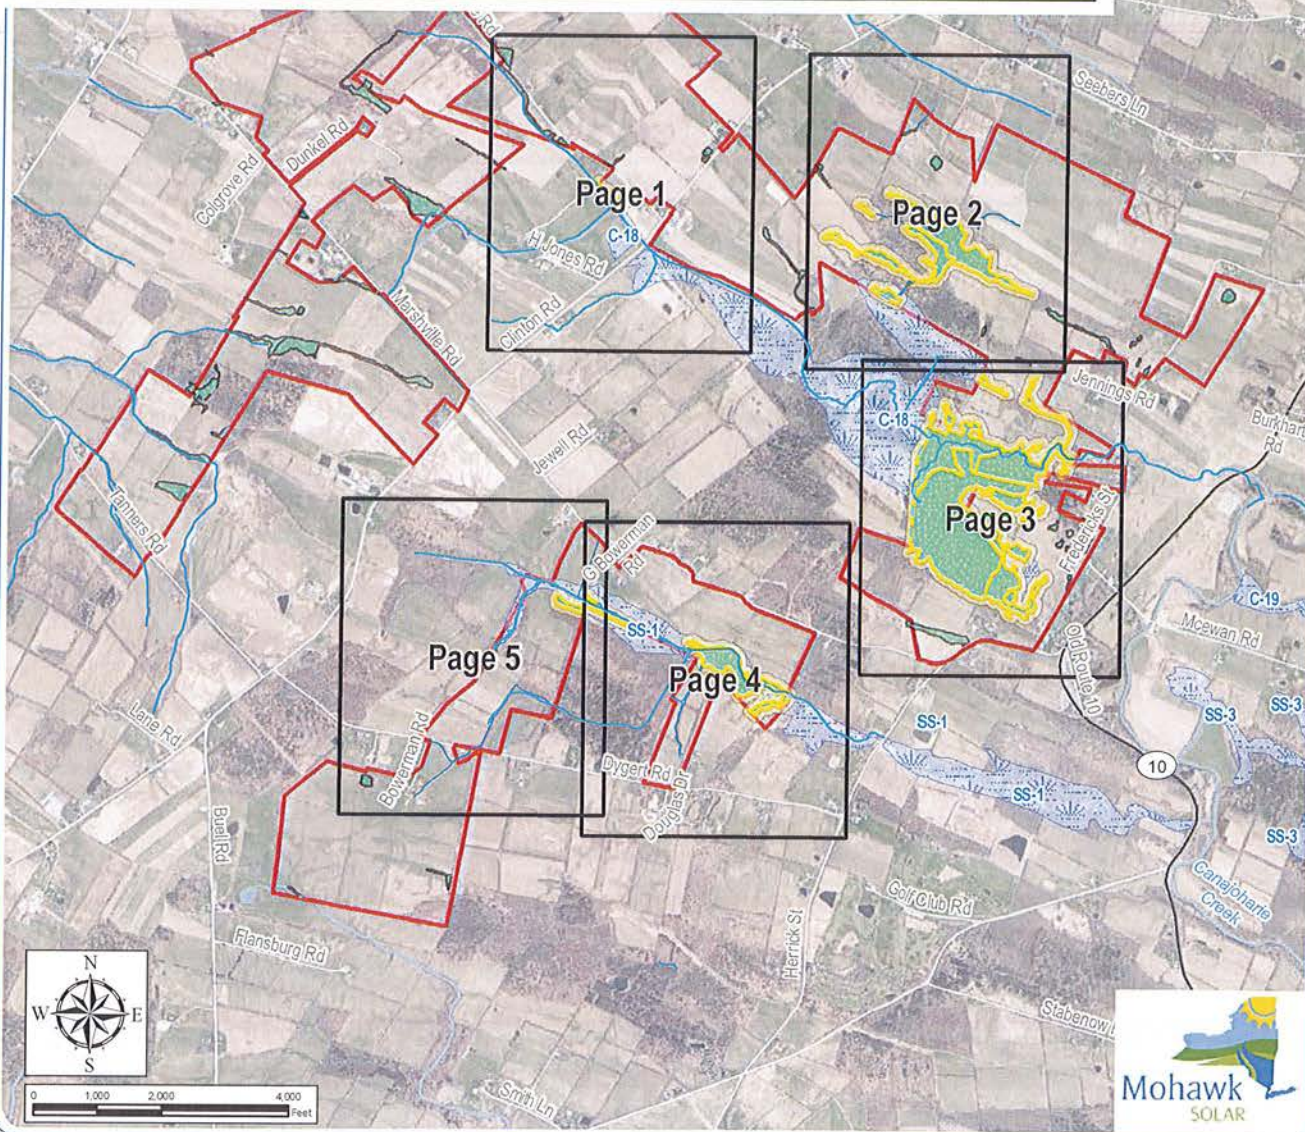 Rd
Seebers Ln
Dunkel Rd
Colgrove Rd
Page 1
Page 2
C-18
H Jones Rd
Clinton Rd
Marshville Rd
Jennings Rd
C-18
Burkhart
Rd
Jewell Rd
Tanners Rd
Page 3
Fredericks St
G Bowerman
Rd
C-19
Mcewan Rd
SS-1
Page 5
Page 4
Old Route 10
Lane Rd
Bowerman Rd
SS-1
SS-3
SS-3
Dygert Rd
10
Douglas Dr
SS-1
Buell Rd
SS-3
Canajoharie
Creek
Golf Club Rd
Herrick St
Flansburg Rd
N
W E
S
Stabenow L
0 1,000 2,000 4,000
Feet
Smith Ln
Mohawk
SOLAR